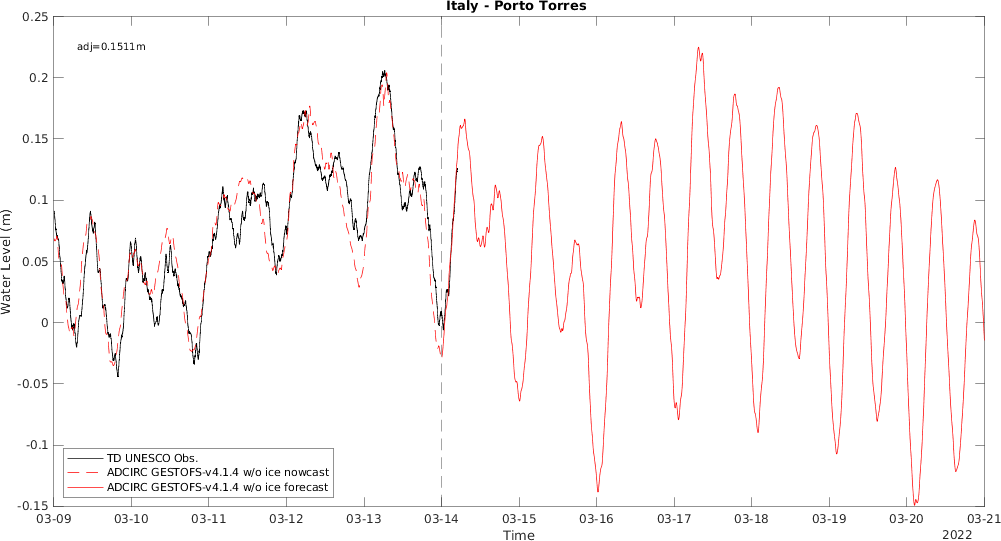 Italy - Porto Torres
0.25
adj=0.1511m
0.2
0.15
0.1
0.05
0
-0.05
-0.1
-0.15
Water Level (m)
TD UNESCO Obs.
ADCIRC GESTOFS-v4.1.4 w/o ice nowcast
ADCIRC GESTOFS-v4.1.4 w/o ice forecast
03-09 03-10 03-11 03-12 03-13 03-14 03-15 03-16 03-17 03-18 03-19 03-20 03-21
Time
2022